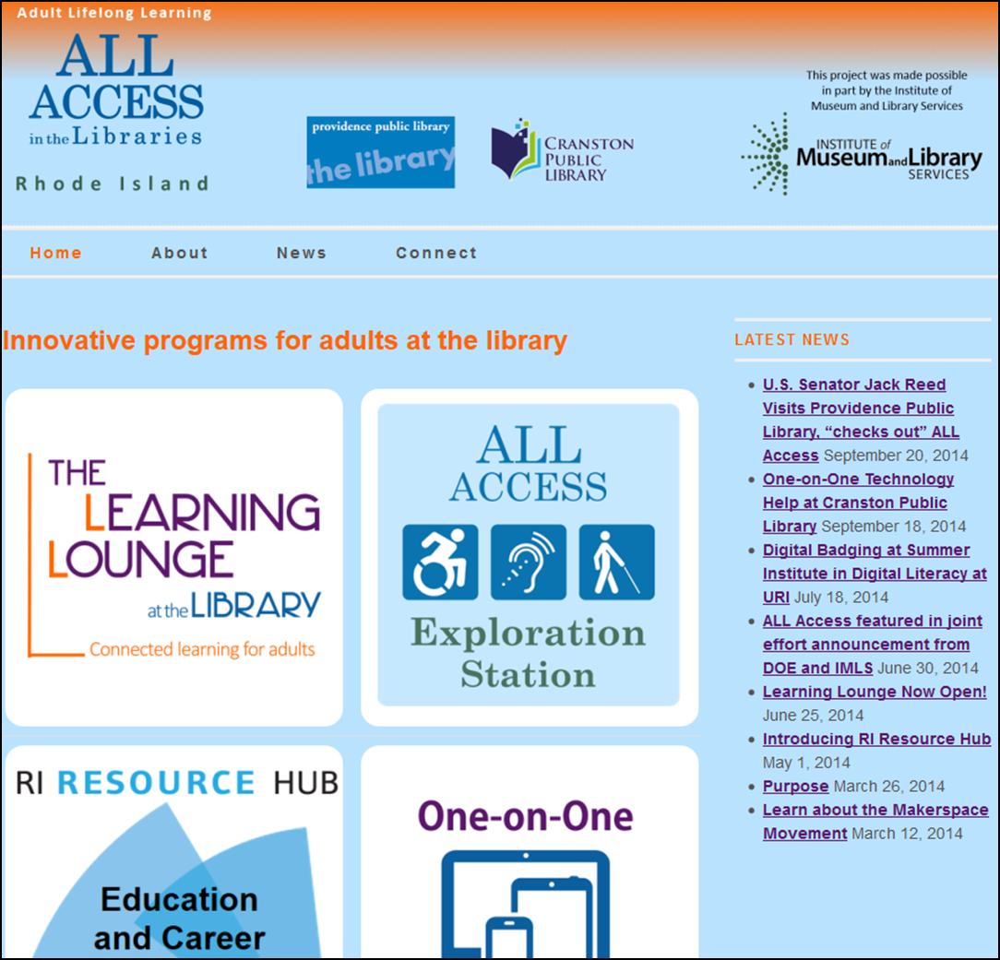 Adult Lifelong Learning
ALL
ACCESS
in the Libraries
Rhode Island
providence public library
the library
CRANSTON
PUBLIC
LIBRARY
This project was made possible
in part by the Institute of
Museum and Library Services
INSTITUTE of
Museum and Library
SERVICES
Home About News Connect
Innovative programs for adults at the library
THE
LEARNING
LOUNGE
at the LIBRARY
Connected learning for adults
ALL
ACCESS
Exploration
Station
RI RESOURCE HUB
Education
and Career
One-on-One
LATEST NEWS
U.S. Senator Jack Reed
Visits Providence Public
Library, “checks out” ALL
Access September 20, 2014
One-on-One Technology
Help at Cranston Public
Library September 18, 2014
Digital Badging at Summer
Institute in Digital Literacy at
URI July 18, 2014
ALL Access featured in joint
effort announcement from
DOE and IMLS June 30, 2014
Learning Lounge Now Open!
June 25, 2014
Introducing RI Resource Hub
May 1, 2014
Purpose March 26, 2014
Learn about the Makerspace
Movement March 12, 2014